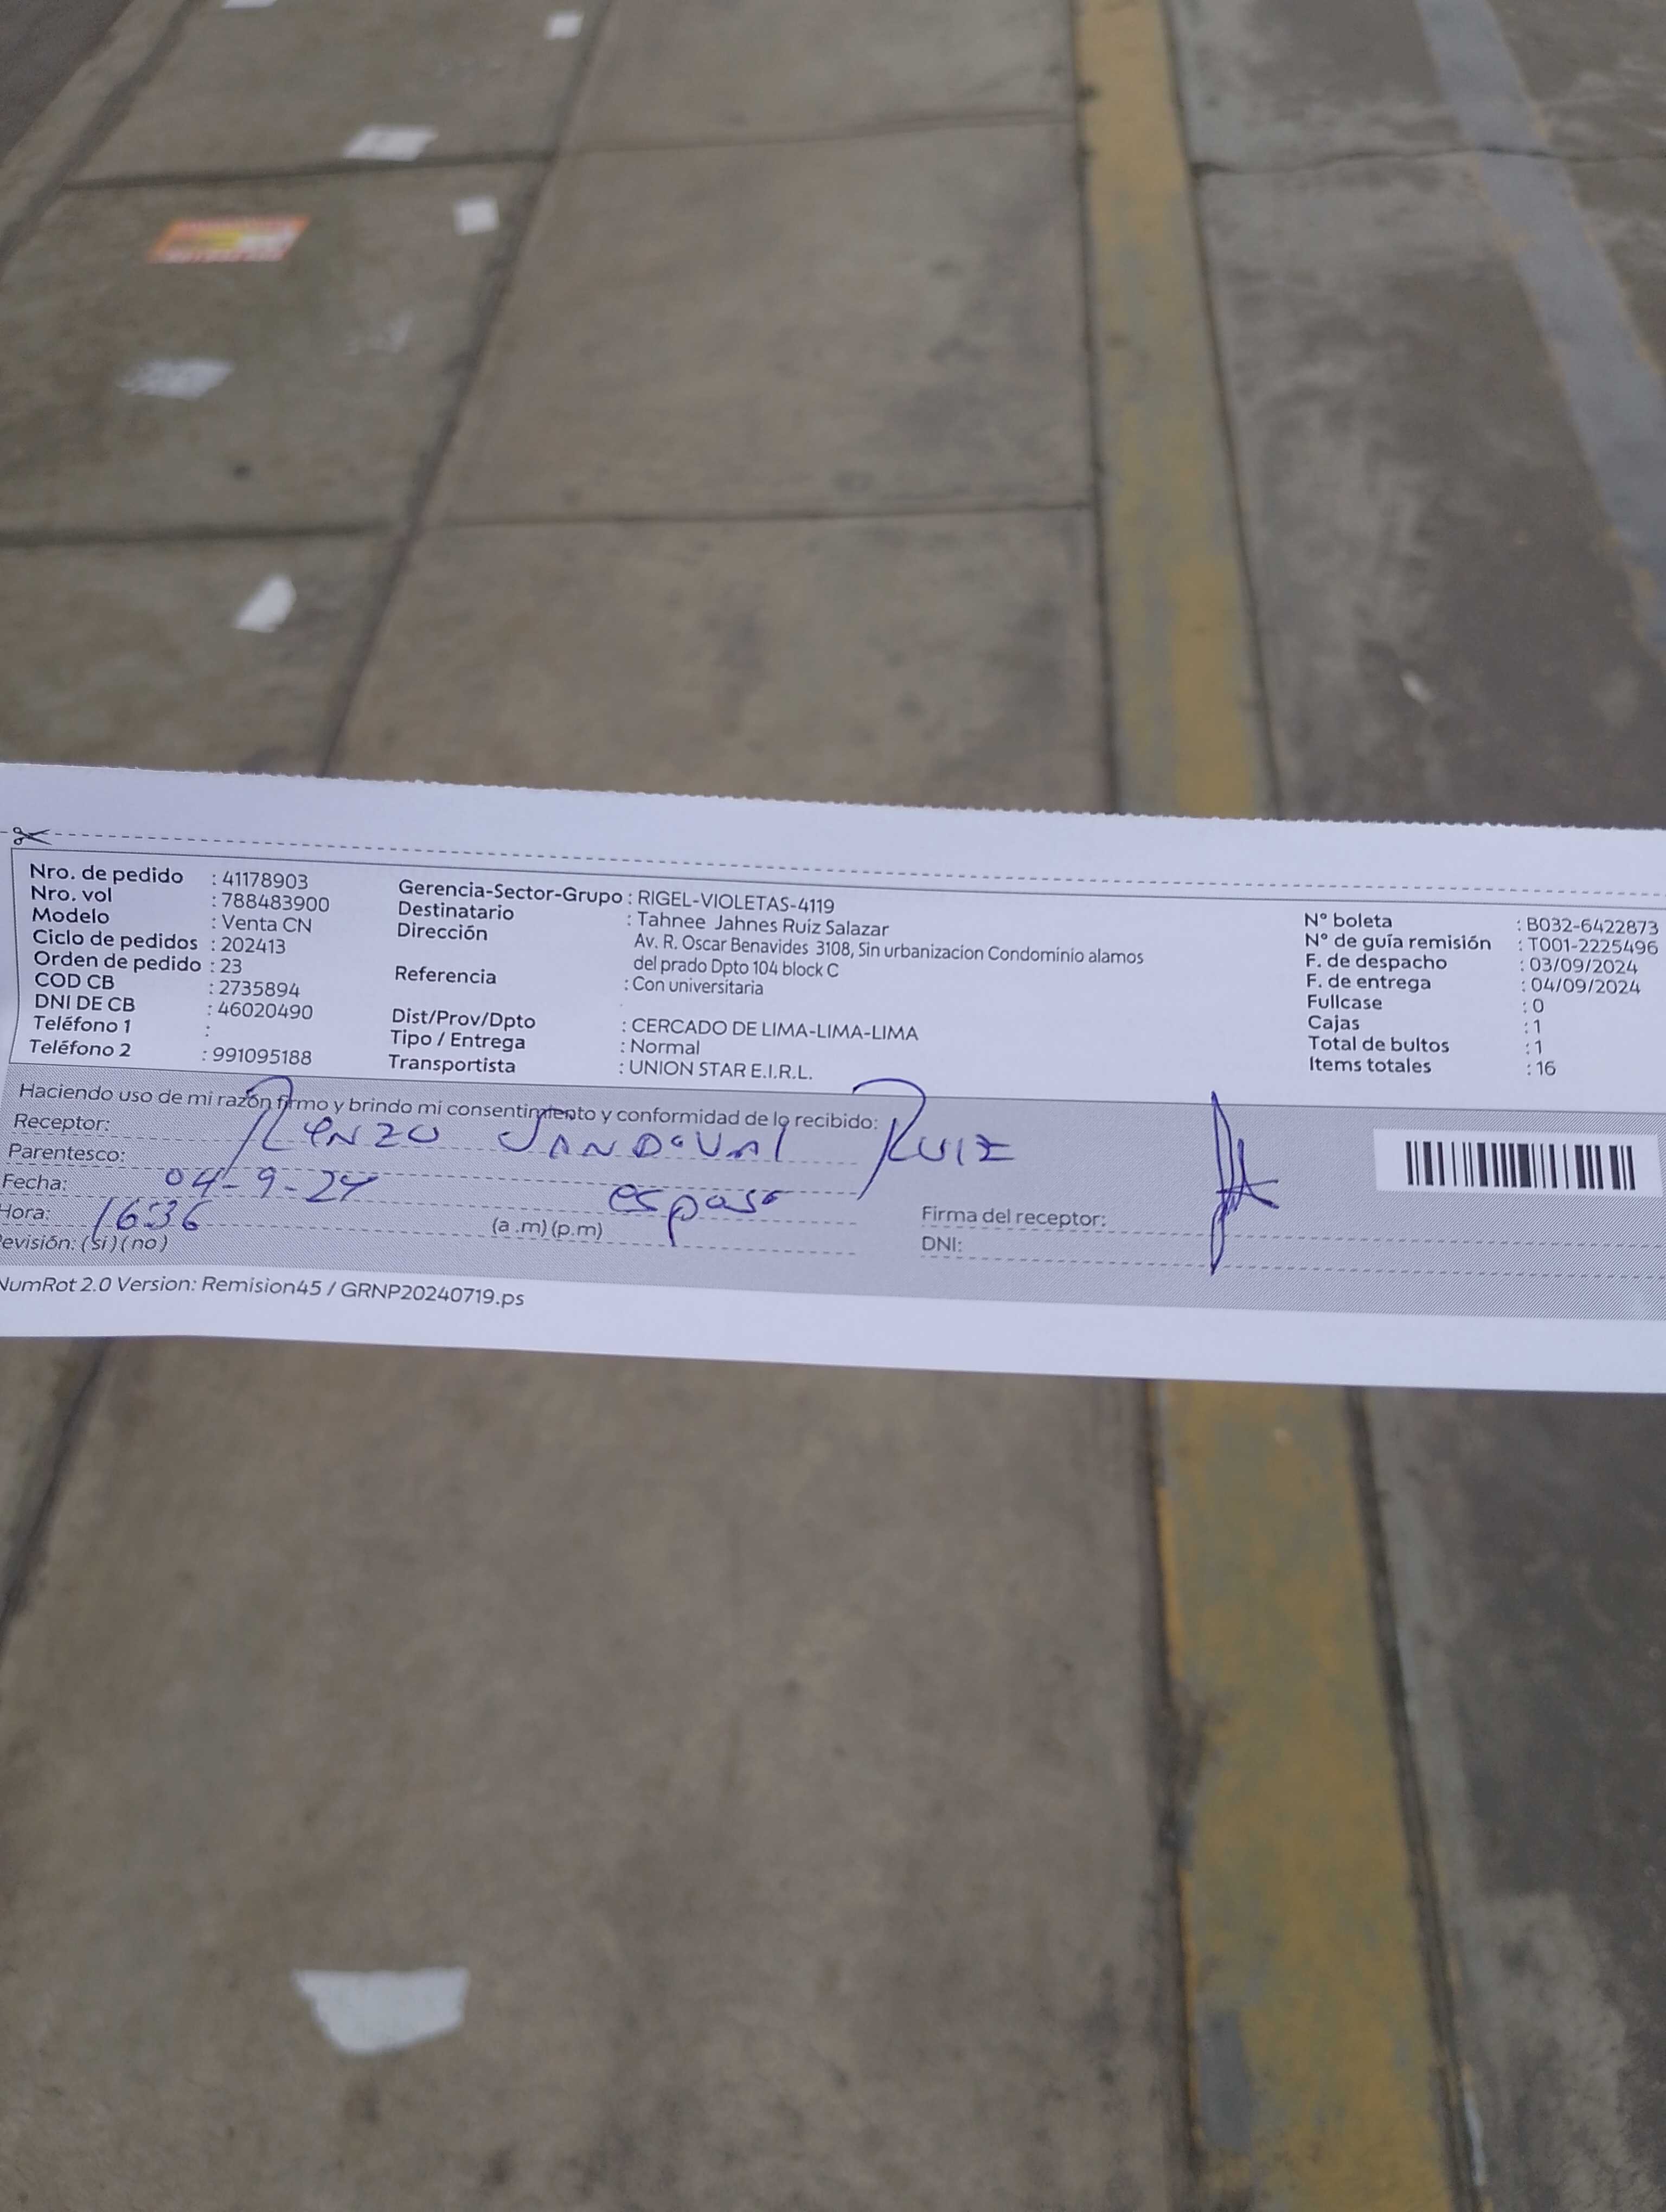 Nro. de pedido : 41178903
Nro. vol : 788483900
Modelo : Venta CN
Ciclo de pedidos : 202413
Orden de pedido : 23
COD CB : 2735894
DNI DE CB : 46020490
Teléfono 1 :
Teléfono 2 : 991095188
Gerencia-Sector-Grupo : RIGEL-VIOLETAS-4119
Destinatario : Tahnee Jahnes Ruiz Salazar
Dirección Av. R. Oscar Benavides 3108, Sin urbanizacion Condominio alamos
del prado Dpto 104 block C
Referencia : Con universitaria
Dist/Prov/Dpto : CERCADO DE LIMA-LIMA-LIMA
Tipo / Entrega : Normal
Transportista : UNION STAR E.I.R.L.
N° boleta : B032-6422873
N° de guía remisión : T001-2225496
F. de despacho : 03/09/2024
F. de entrega : 04/09/2024
Fullcase : 0
Cajas : 1
Total de bultos : 1
Items totales : 16
Haciendo uso de mi razón firmo y brindo mi consentimiento y conformidad de lo recibido:
Receptor: RENZO SANDOVAL RUIZ
Parentesco: esposo
Fecha: 04-9-24
Hora: 16:36 (a .m) (p.m)
evisión: (si) (no)
Firma del receptor:
DNI:
NumRot 2.0 Version: Remision45 / GRNP20240719.ps